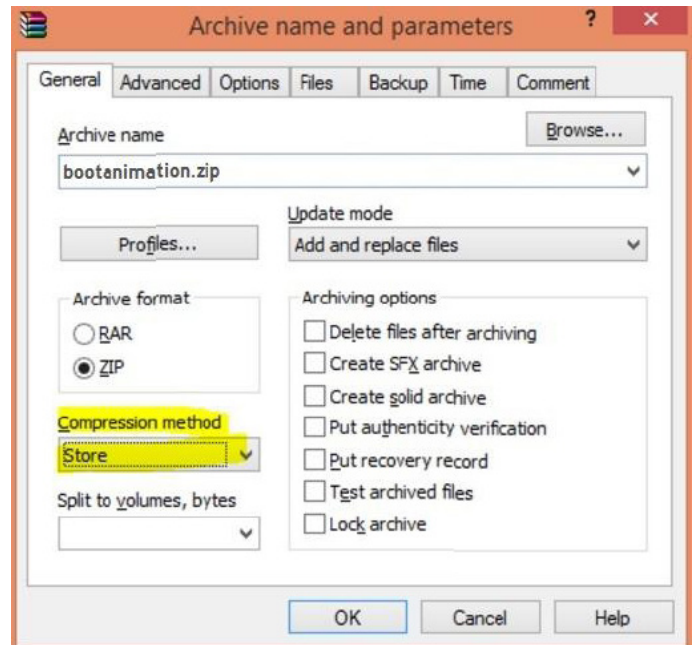 Archive name and parameters ? ×
General Advanced Options Files Backup Time Comment
Archive name
Browse...
bootanimation.zip
Profiles...
Update mode
Add and replace files
Archive format
RAR
ZIP
Compression method
Store
Split to volumes, bytes
Archiving options
Delete files after archiving
Create SFX archive
Create solid archive
Put authenticity verification
Put recovery record
Test archived files
Lock archive
OK Cancel Help